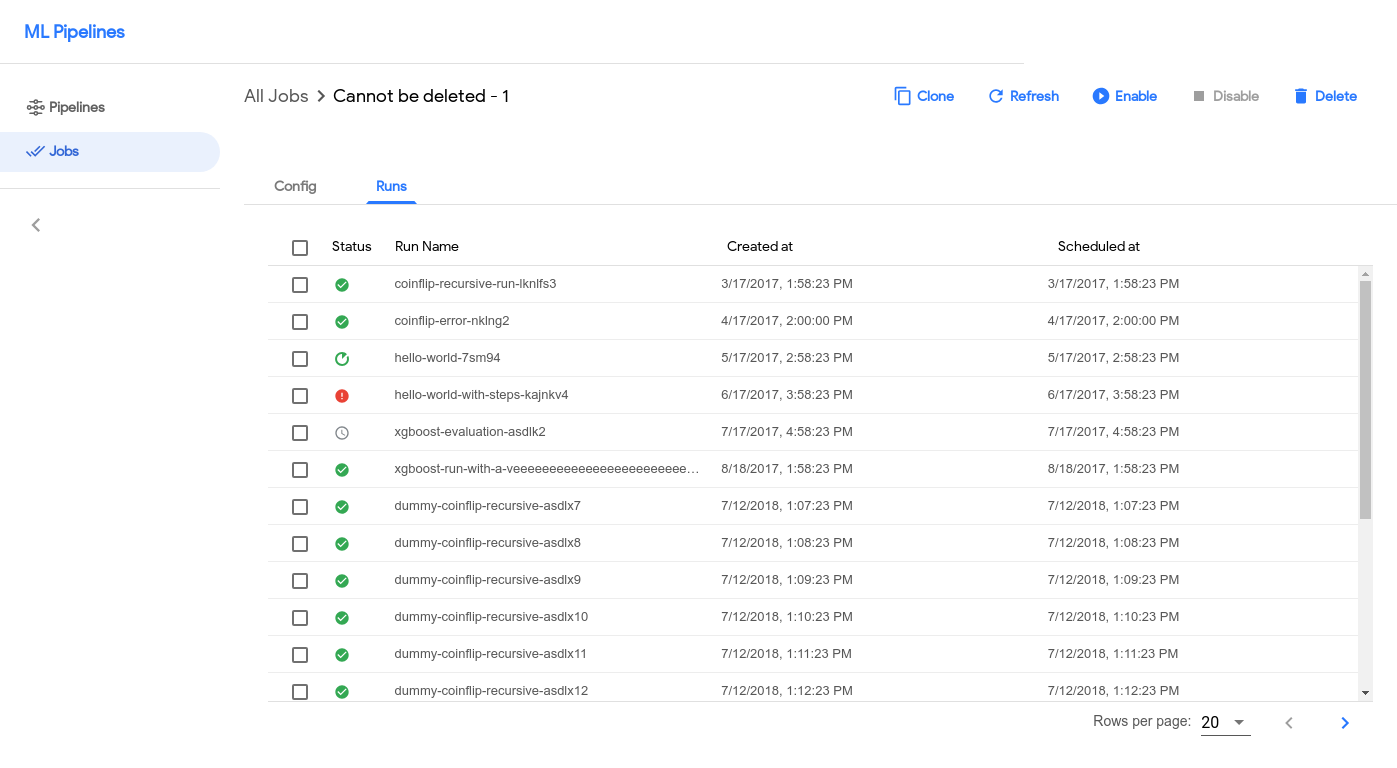 ML Pipelines
Pipelines
Jobs
All Jobs > Cannot be deleted - 1
Clone Refresh Enable Disable Delete
Config Runs
Status Run Name Created at Scheduled at
coinflip-recursive-run-lknlfs3 3/17/2017, 1:58:23 PM 3/17/2017, 1:58:23 PM
coinflip-error-nklng2 4/17/2017, 2:00:00 PM 4/17/2017, 2:00:00 PM
hello-world-7sm94 5/17/2017, 2:58:23 PM 5/17/2017, 2:58:23 PM
hello-world-with-steps-kajnkv4 6/17/2017, 3:58:23 PM 6/17/2017, 3:58:23 PM
xgboost-evaluation-asdlk2 7/17/2017, 4:58:23 PM 7/17/2017, 4:58:23 PM
xgboost-run-with-a-veeeeeeeeeeeeeeeeeeeeeeee... 8/18/2017, 1:58:23 PM 8/18/2017, 1:58:23 PM
dummy-coinflip-recursive-asdlx7 7/12/2018, 1:07:23 PM 7/12/2018, 1:07:23 PM
dummy-coinflip-recursive-asdlx8 7/12/2018, 1:08:23 PM 7/12/2018, 1:08:23 PM
dummy-coinflip-recursive-asdlx9 7/12/2018, 1:09:23 PM 7/12/2018, 1:09:23 PM
dummy-coinflip-recursive-asdlx10 7/12/2018, 1:10:23 PM 7/12/2018, 1:10:23 PM
dummy-coinflip-recursive-asdlx11 7/12/2018, 1:11:23 PM 7/12/2018, 1:11:23 PM
dummy-coinflip-recursive-asdlx12 7/12/2018, 1:12:23 PM 7/12/2018, 1:12:23 PM
Rows per page: 20